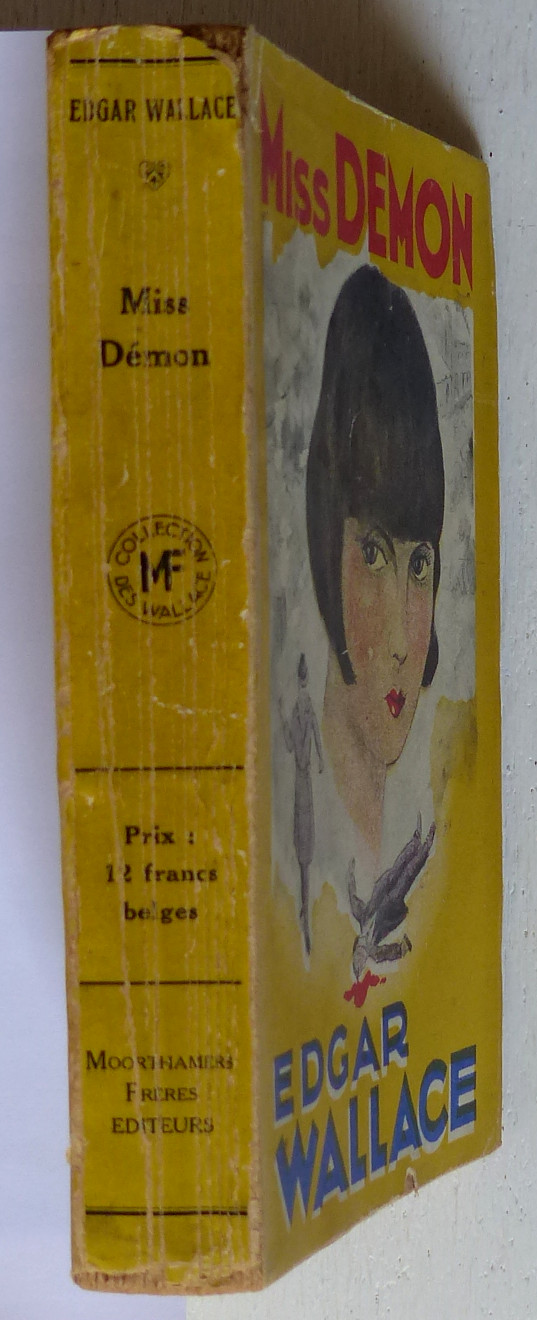 EDGAR WALLACE
Miss
Démon
COLLECTION
MF
DES WALLACE
Prix :
12 francs
belges
MOORTHAMERS
FRERES
EDITEURS
MISS DEMON
EDGAR
WALLACE